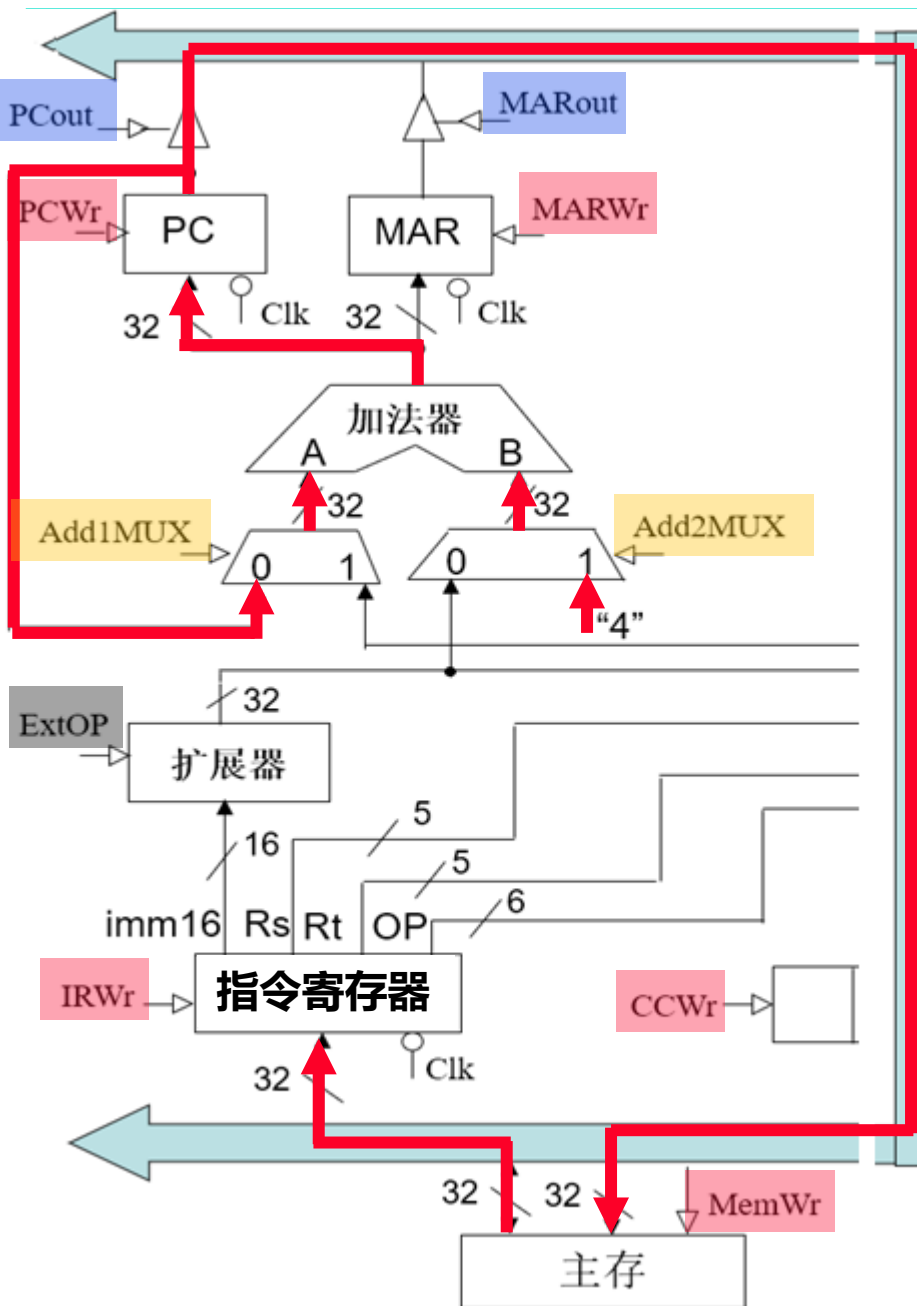 PCout
MARout
PCWr
PC
MAR
MARWr
32
Clk
32
Clk
加法器
A
B
32
32
Add1MUX
Add2MUX
0
1
0
1
“4”
32
ExtOP
扩展器
16
5
5
6
imm16
Rs
Rt
OP
IRWr
指令寄存器
CCWr
32
Clk
32
32
MemWr
主存